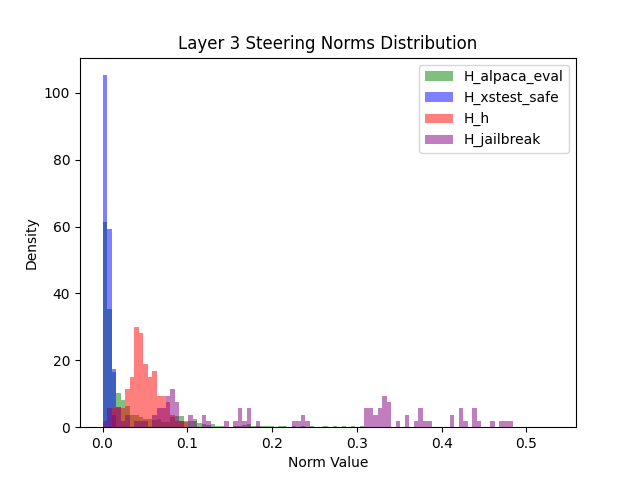 Layer 3 Steering Norms Distribution
H_alpaca_eval
H_xstest_safe
H_h
H_jailbreak
100
80
60
40
20
0
Density
0.0 0.1 0.2 0.3 0.4 0.5
Norm Value